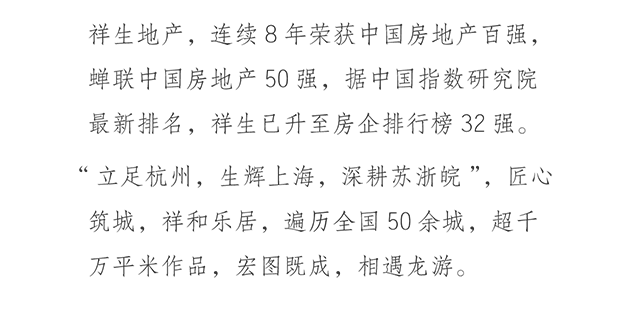 祥生地产，连续8年荣获中国房地产百强，
蝉联中国房地产50强，据中国指数研究院
最新排名，祥生已升至房企排行榜32强。
“立足杭州，生辉上海，深耕苏浙皖”，匠心
筑城，祥和乐居，遍历全国50余城，超千
万平米作品，宏图既成，相遇龙游。